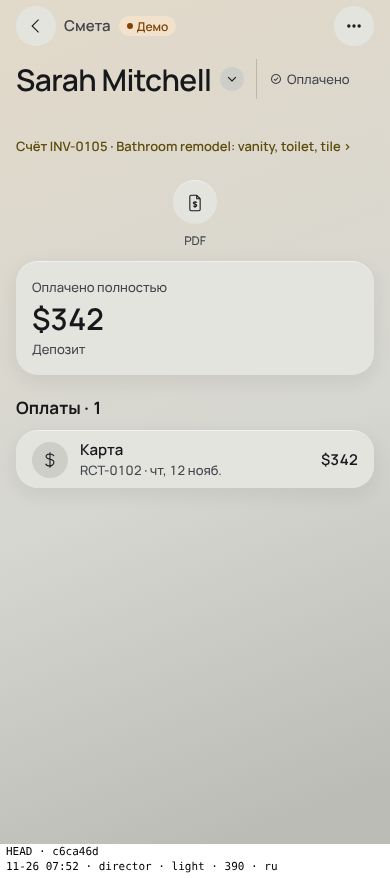 Смета
Демо
Sarah Mitchell
Оплачено
Счёт INV-0105 · Bathroom remodel: vanity, toilet, tile ›
PDF
Оплачено полностью
$342
Депозит
Оплаты · 1
Карта
RCT-0102 · чт, 12 нояб.
$342
HEAD · c6ca46d
11-26 07:52 · director · light · 390 · ru